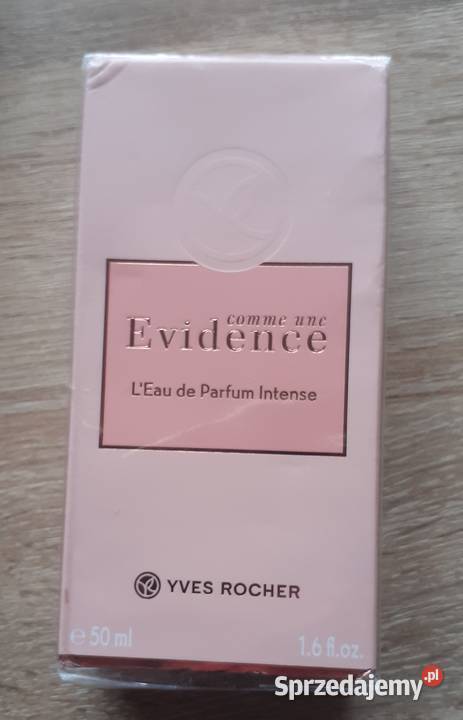 comme une
Evidence
L'Eau de Parfum Intense
YVES ROCHER
e 50 ml
1.6 fl.oz.
Sprzedajemy.pl